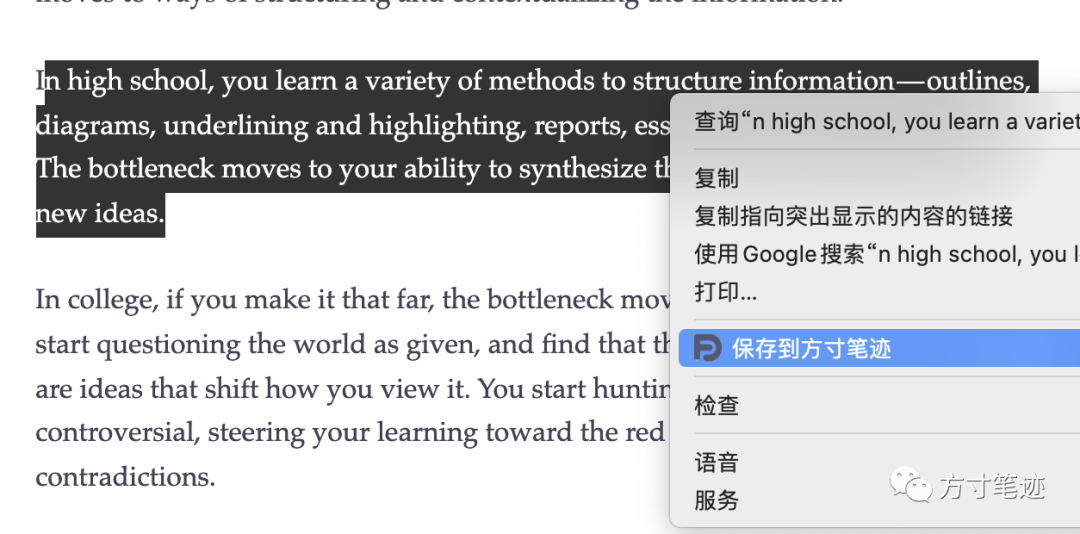 moves to ways of structuring and contextualizing the information.
In high school, you learn a variety of methods to structure information—outlines,
diagrams, underlining and highlighting, reports, ess
The bottleneck moves to your ability to synthesize th
new ideas.
In college, if you make it that far, the bottleneck mov
start questioning the world as given, and find that th
are ideas that shift how you view it. You start huntin
controversial, steering your learning toward the red
contradictions.
查询“n high school, you learn a variet
复制
复制指向突出显示的内容的链接
使用Google搜索“n high school, you l
打印...
保存到方寸笔迹
检查
语音
服务
方寸笔迹